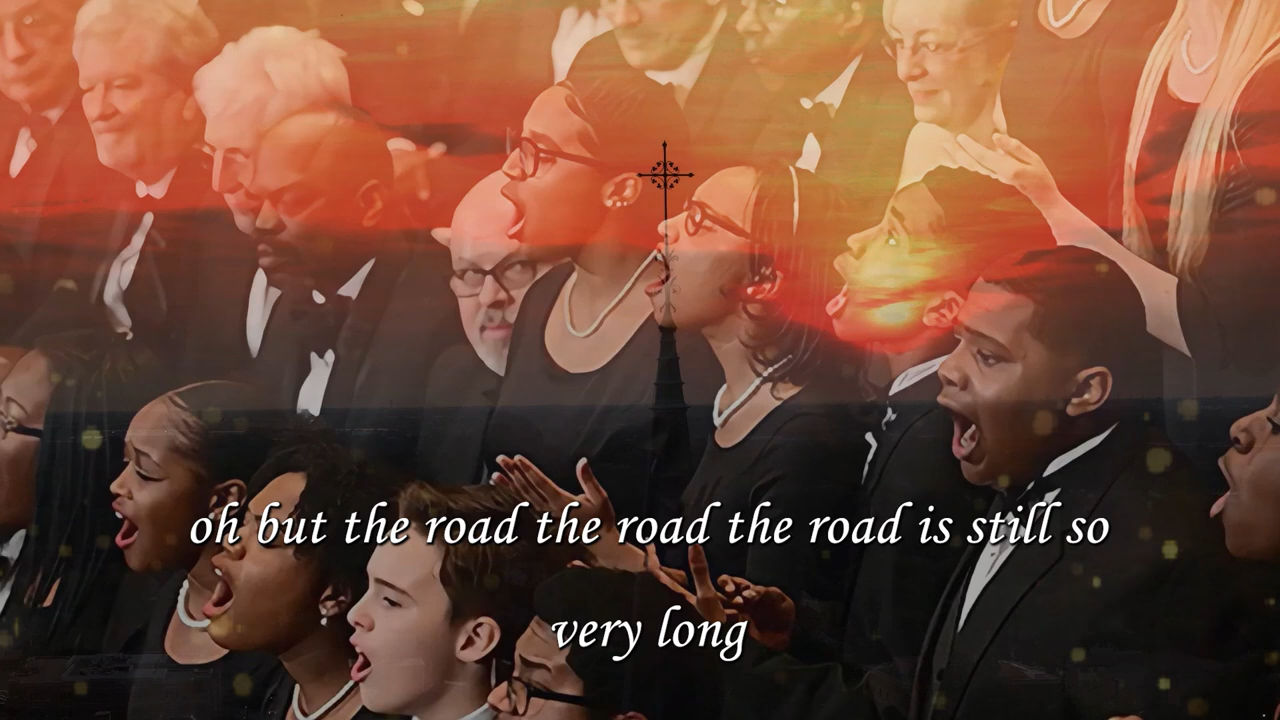 oh but the road the road the road is still so
very long